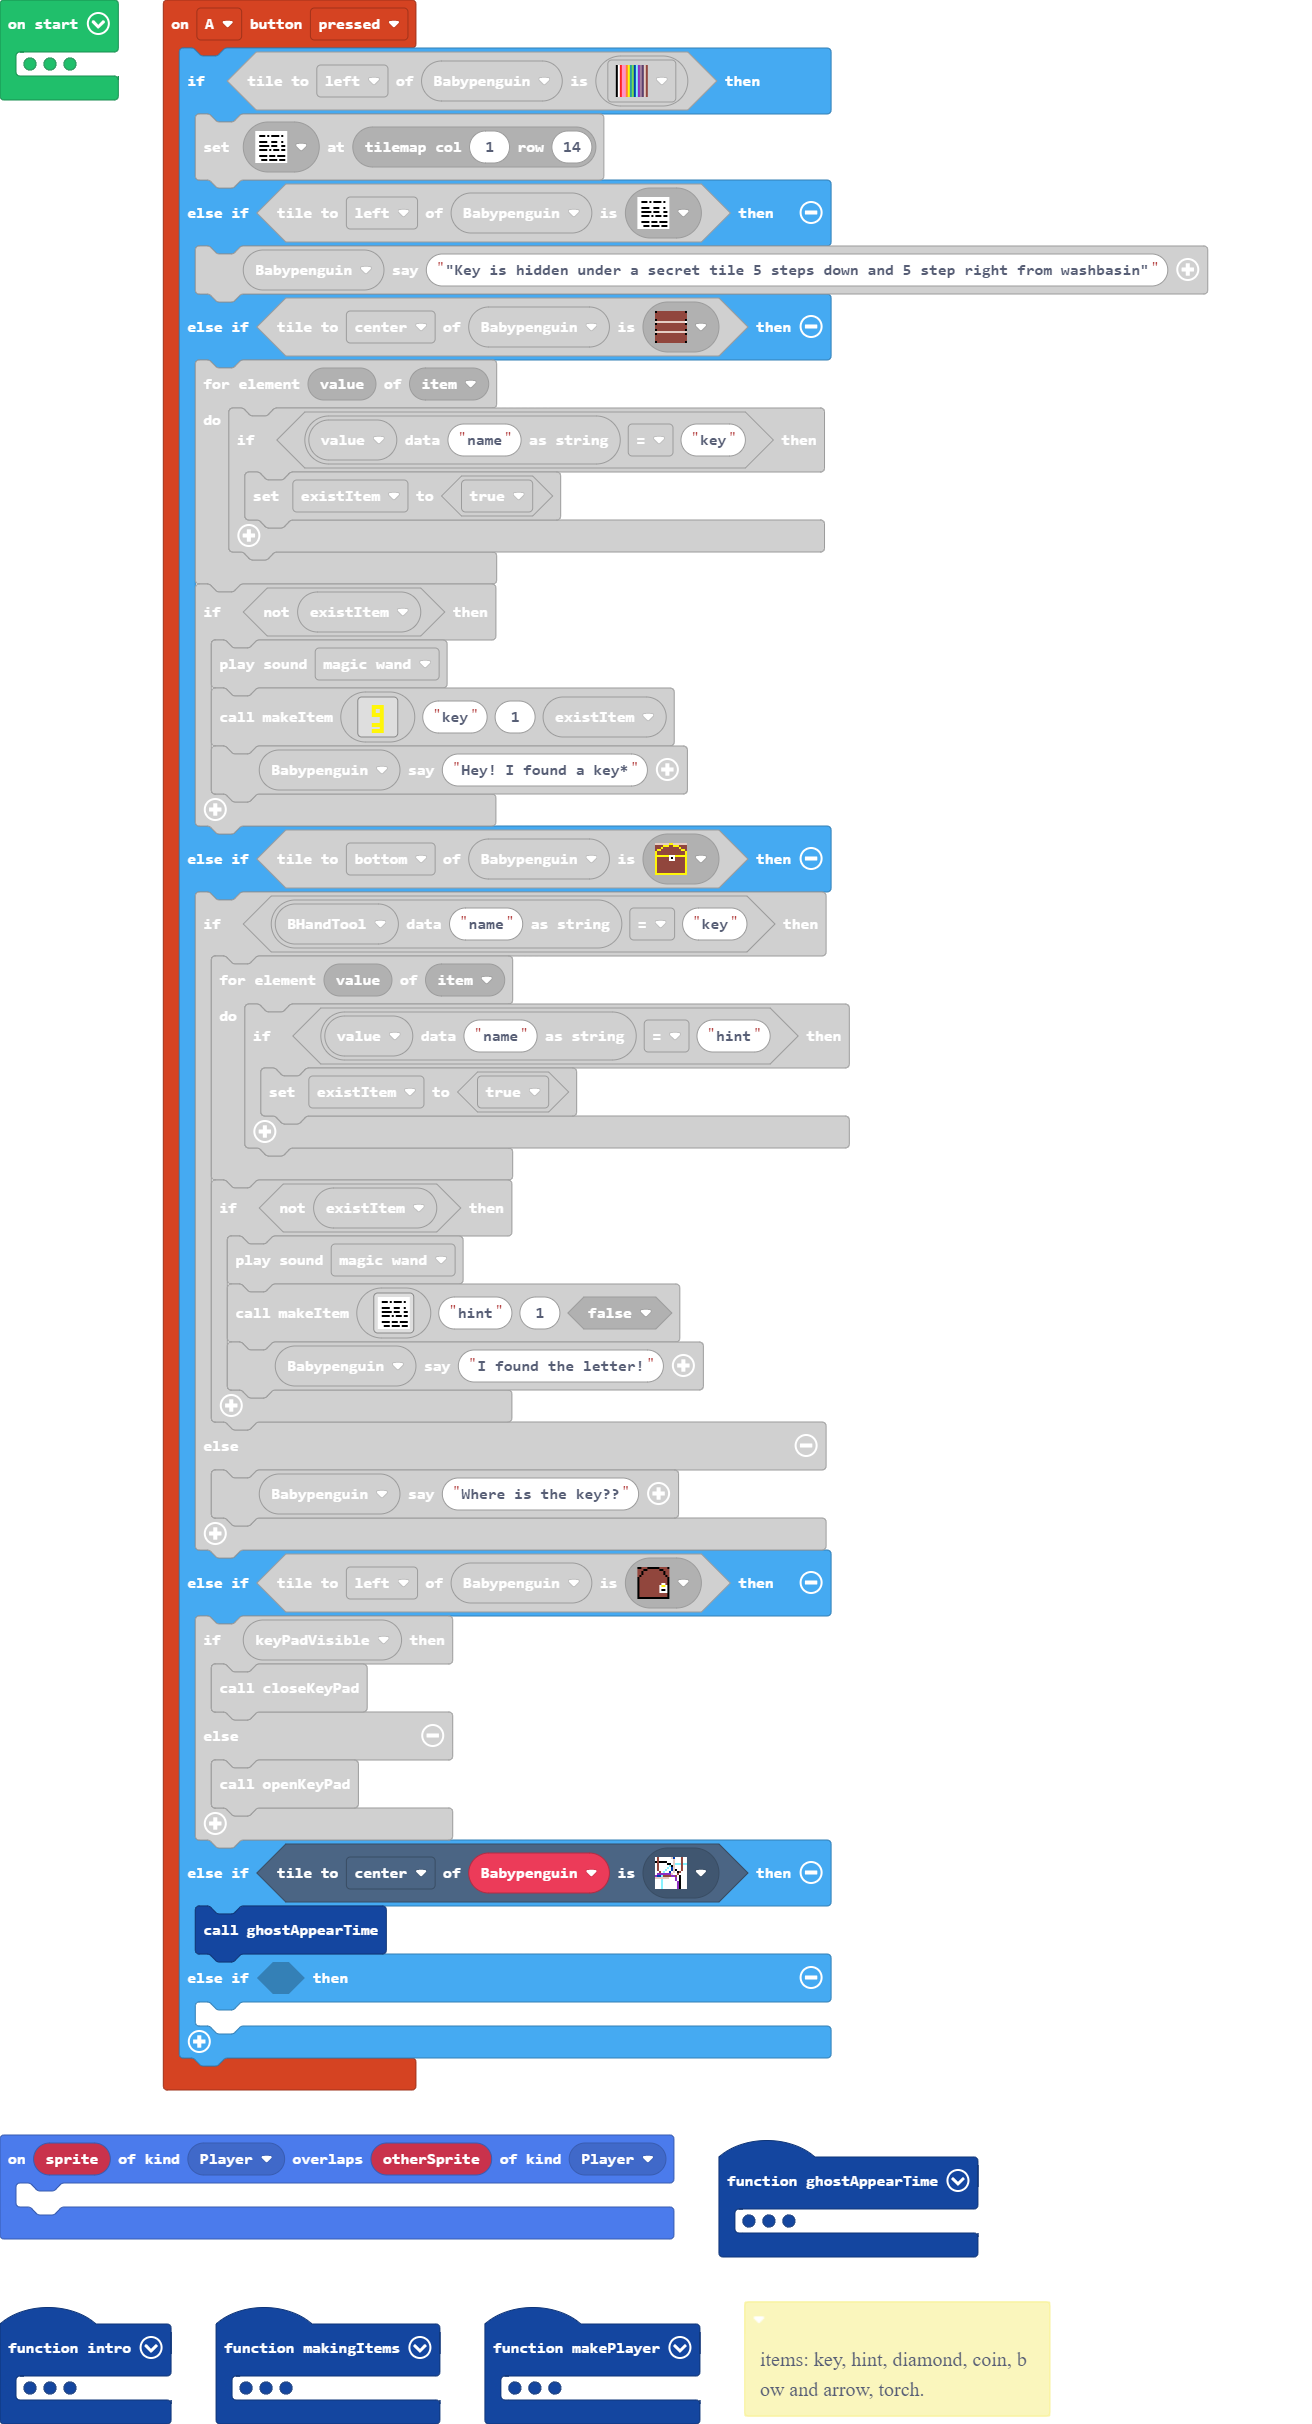 on start
on A button pressed
if tile to left of Babypenguin is then
set at tilemap col 1 row 14
else if tile to left of Babypenguin is then
Babypenguin say ""Key is hidden under a secret tile 5 steps down and 5 step right from washbasin""
else if tile to center of Babypenguin is then
for element value of item
do
if value data "name" as string = "key" then
set existItem to true
if not existItem then
play sound magic wand
call makeItem "key" 1 existItem
Babypenguin say "Hey! I found a key*"
else if tile to bottom of Babypenguin is then
if BHandTool data "name" as string = "key" then
for element value of item
do
if value data "name" as string = "hint" then
set existItem to true
if not existItem then
play sound magic wand
call makeItem "hint" 1 false
Babypenguin say "I found the letter!"
else
Babypenguin say "Where is the key??"
else if tile to left of Babypenguin is then
if keyPadVisible then
call closeKeyPad
else
call openKeyPad
else if tile to center of Babypenguin is then
call ghostAppearTime
else if then
on sprite of kind Player overlaps otherSprite of kind Player
function ghostAppearTime
function intro
function makingItems
function makePlayer
items: key, hint, diamond, coin, b
ow and arrow, torch.